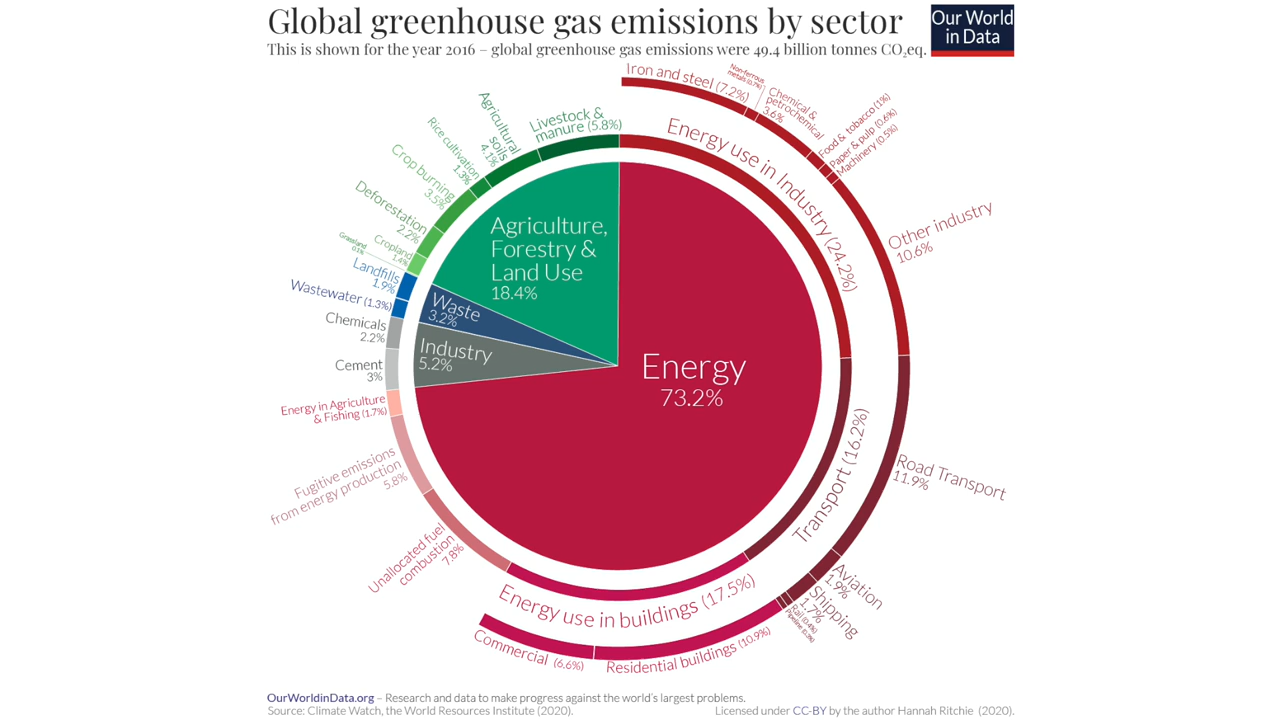 Global greenhouse gas emissions by sector
This is shown for the year 2016 – global greenhouse gas emissions were 49.4 billion tonnes CO₂eq.
Our World
in Data
Iron and steel (7.2%)
Non-ferrous
metals (0.7%)
Chemical &
petrochemical
3.6%
Food & tobacco (1%)
Paper & pulp (0.6%)
Machinery (0.5%)
Other industry
10.6%
Energy use in Industry (24.2%)
Livestock &
manure (5.8%)
Agricultural
soils
4.1%
Rice cultivation
1.3%
Crop burning
3.5%
Deforestation
2.2%
Cropland
1.4%
Grassland
0.1%
Landfills
1.9%
Wastewater (1.3%)
Chemicals
2.2%
Cement
3%
Energy in Agriculture
& Fishing (1.7%)
Fugitive emissions
from energy production
5.8%
Unallocated fuel
combustion
7.8%
Agriculture,
Forestry &
Land Use
18.4%
Waste
3.2%
Industry
5.2%
Energy
73.2%
Transport (16.2%)
Road Transport
11.9%
Aviation
1.9%
Shipping
1.7%
Rail (0.4%)
Pipeline (0.3%)
Energy use in buildings (17.5%)
Commercial (6.6%)
Residential buildings (10.9%)
OurWorldinData.org – Research and data to make progress against the world's largest problems.
Source: Climate Watch, the World Resources Institute (2020).
Licensed under CC-BY by the author Hannah Ritchie (2020).